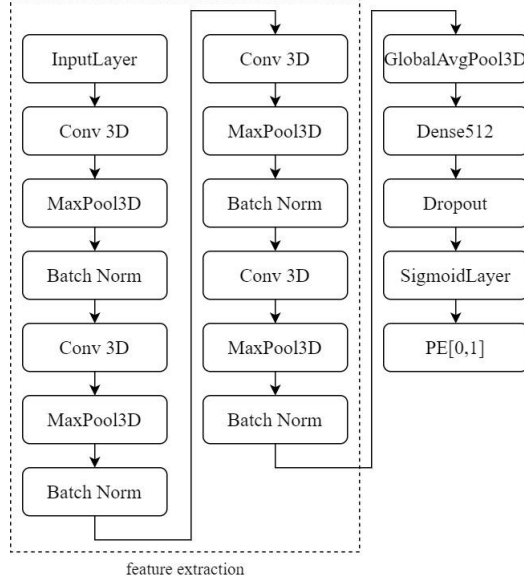 InputLayer
Conv 3D
MaxPool3D
Batch Norm
Conv 3D
MaxPool3D
Batch Norm
Conv 3D
MaxPool3D
Batch Norm
Conv 3D
MaxPool3D
Batch Norm
GlobalAvgPool3D
Dense512
Dropout
SigmoidLayer
PE[0,1]
feature extraction